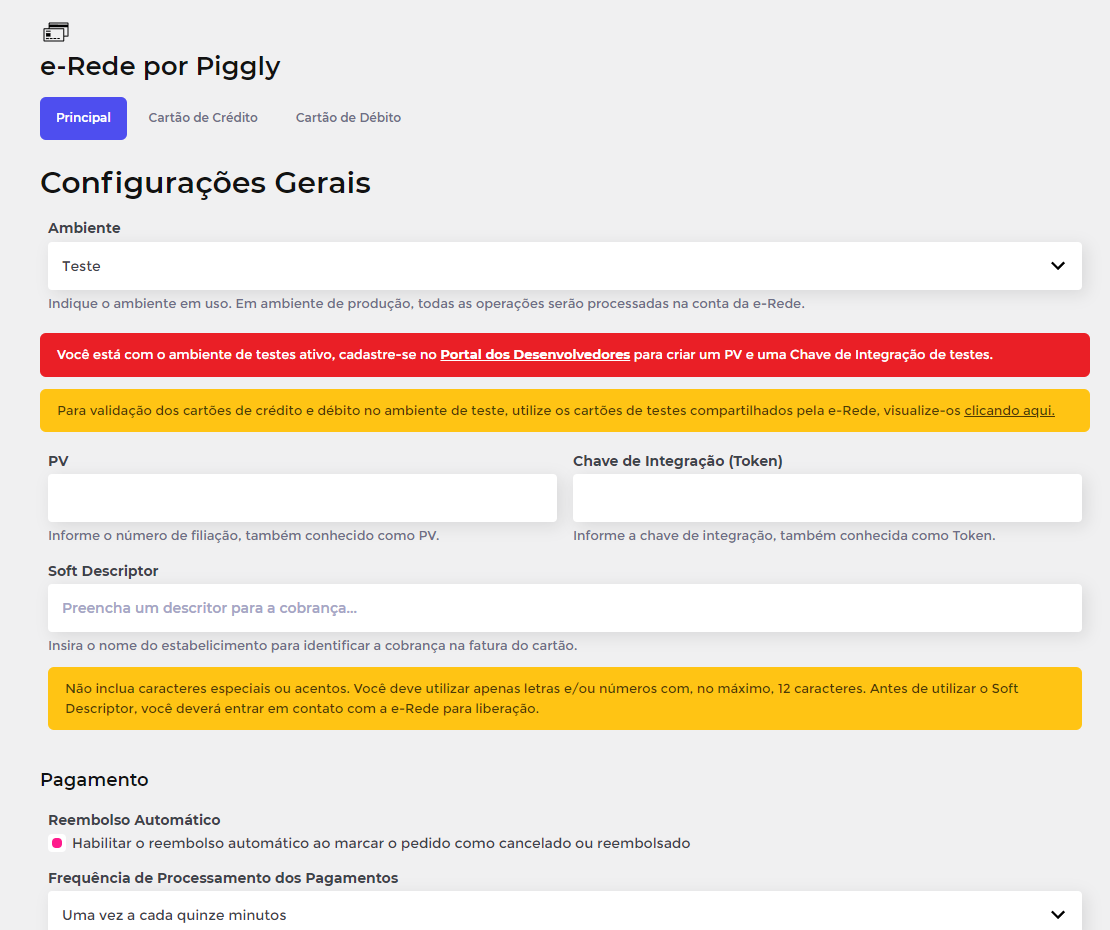 e-Rede por Piggly
Principal
Cartão de Crédito
Cartão de Débito
Configurações Gerais
Ambiente
Teste
Indique o ambiente em uso. Em ambiente de produção, todas as operações serão processadas na conta da e-Rede.
Você está com o ambiente de testes ativo, cadastre-se no Portal dos Desenvolvedores para criar um PV e uma Chave de Integração de testes.
Para validação dos cartões de crédito e débito no ambiente de teste, utilize os cartões de testes compartilhados pela e-Rede, visualize-os clicando aqui.
PV
Chave de Integração (Token)
Informe o número de filiação, também conhecido como PV.
Informe a chave de integração, também conhecida como Token.
Soft Descriptor
Preencha um descritor para a cobrança...
Insira o nome do estabelicimento para identificar a cobrança na fatura do cartão.
Não inclua caracteres especiais ou acentos. Você deve utilizar apenas letras e/ou números com, no máximo, 12 caracteres. Antes de utilizar o Soft
Descriptor, você deverá entrar em contato com a e-Rede para liberação.
Pagamento
Reembolso Automático
Habilitar o reembolso automático ao marcar o pedido como cancelado ou reembolsado
Frequência de Processamento dos Pagamentos
Uma vez a cada quinze minutos